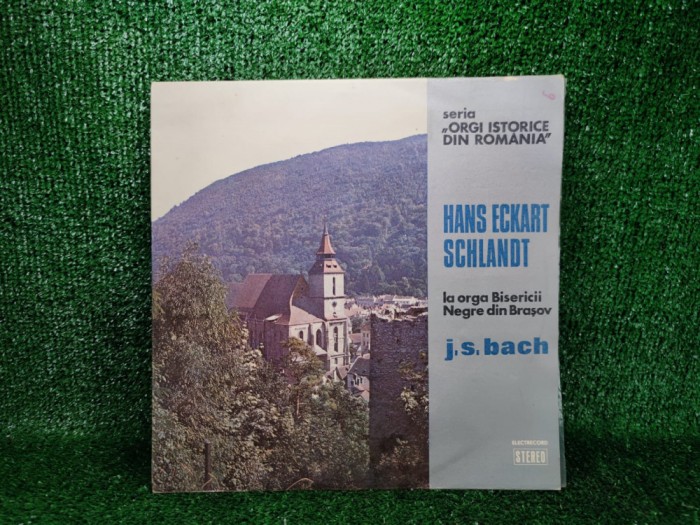 seria
„ORGI ISTORICE
DIN ROMÂNIA”
HANS ECKART
SCHLANDT
la orga Bisericii
Negre din Brașov
j.s.bach
ELECTRECORD
STEREO